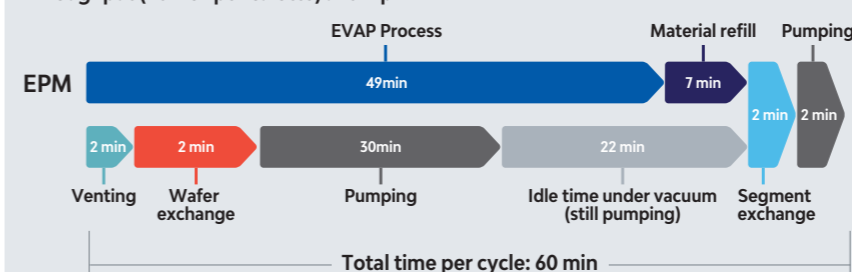 EVAP Process
Material refill
Pumping
EPM
49min
7 min
2 min
2 min
2 min
2 min
30min
22 min
Venting
Wafer
exchange
Pumping
Idle time under vacuum
(still pumping)
Segment
exchange
Total time per cycle: 60 min